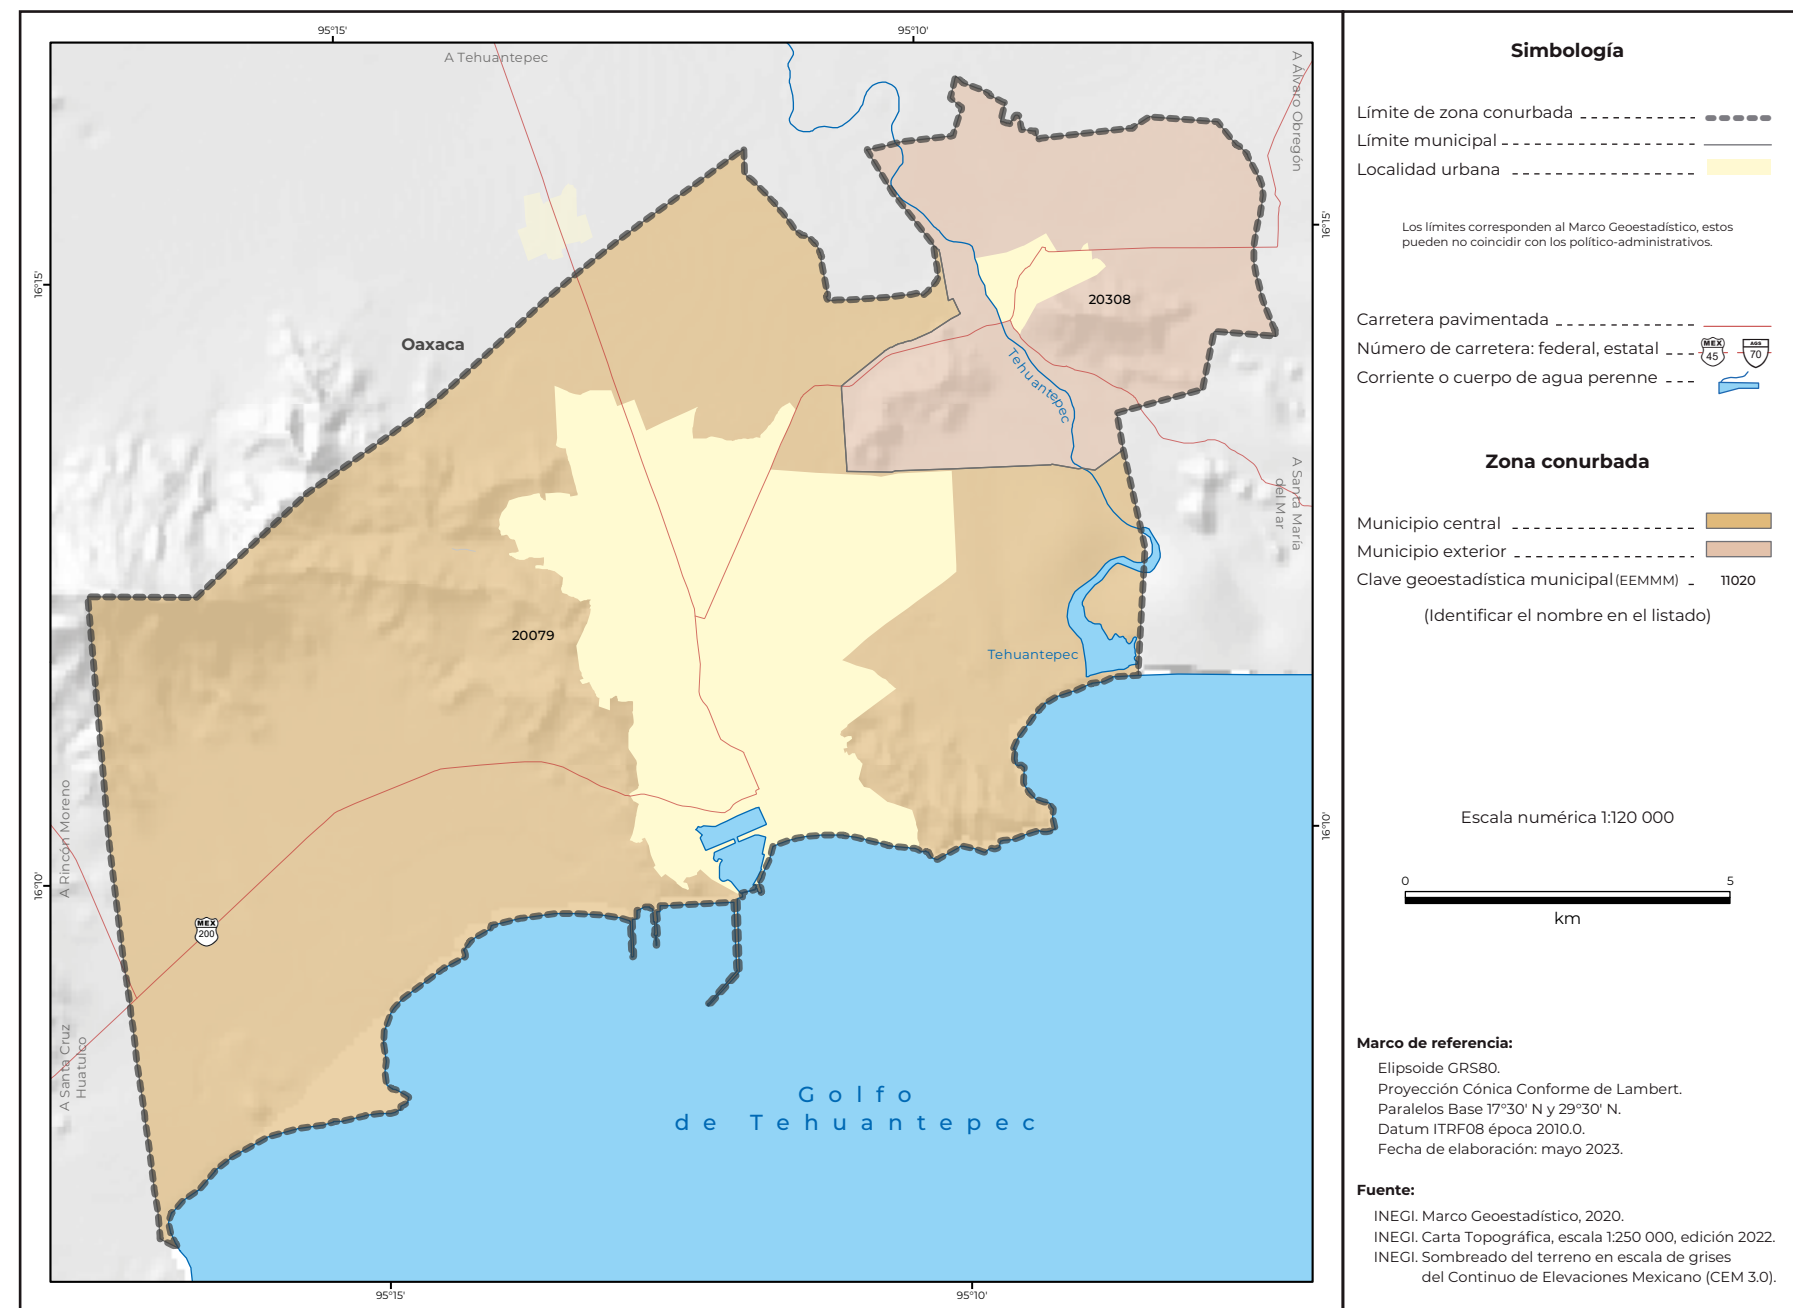 95°15'
95°10'
A Tehuantepec
A Álvaro Obregón
16°15'
16°15'
Oaxaca
20308
Tehuantepec
A Santa María
del Mar
20079
Tehuantepec
A Rincón Moreno
16°10'
16°10'
MEX
200
A Santa Cruz
Huatulco
Golfo
de Tehuantepec
95°15'
95°10'
Simbología
Límite de zona conurbada
Límite municipal
Localidad urbana
Los límites corresponden al Marco Geoestadístico, estos
pueden no coincidir con los político-administrativos.
Carretera pavimentada
Número de carretera: federal, estatal
MEX
45
AGS
70
Corriente o cuerpo de agua perenne
Zona conurbada
Municipio central
Municipio exterior
Clave geoestadística municipal (EEMMM) 11020
(Identificar el nombre en el listado)
Escala numérica 1:120 000
0 5
km
Marco de referencia:
Elipsoide GRS80.
Proyección Cónica Conforme de Lambert.
Paralelos Base 17°30' N y 29°30' N.
Datum ITRF08 época 2010.0.
Fecha de elaboración: mayo 2023.
Fuente:
INEGI. Marco Geoestadístico, 2020.
INEGI. Carta Topográfica, escala 1:250 000, edición 2022.
INEGI. Sombreado del terreno en escala de grises
del Continuo de Elevaciones Mexicano (CEM 3.0).